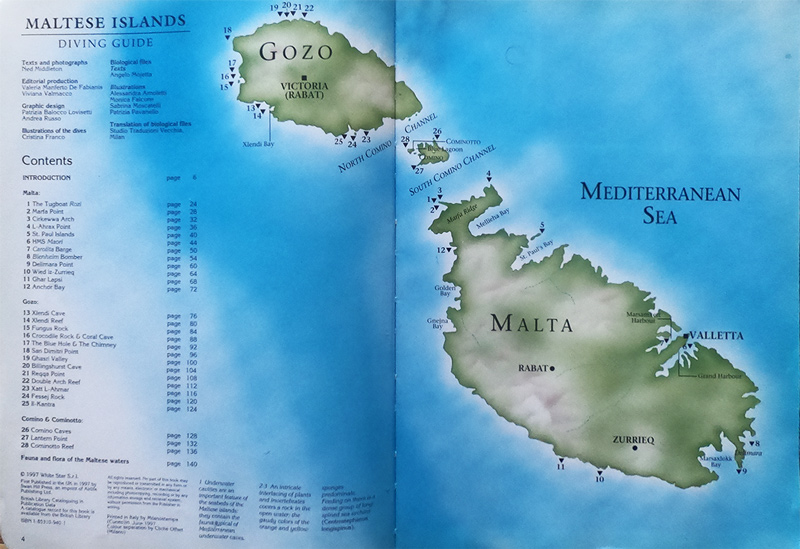 MALTESE ISLANDS
DIVING GUIDE
Texts and photographs
Ned Middleton
Editorial production
Valeria Manferto De Fabianis
Viviana Valmacco
Graphic design
Patrizia Balocco Lovisetti
Andrea Russo
Illustrations of the dives
Cristina Franco
Biological files
Texts
Angelo Mojetta
Illustrations
Alessandra
Monica Falcone
Sabrina
Patrizia
Translation of biological files
Studio Traduzioni Vecchia,
Milan
Contents
INTRODUCTION page 6
Malta:
1 The Tugboat Rozi page 24
2 Marfa Point page 28
3 Cirkewwa Arch page 32
4 L-Ahrax Point page 36
5 St. Paul Islands page 40
6 HMS Maori page 44
7 Carolita Barge page 50
8 Blenheim Bomber page 54
9 Delimara Point page 60
10 Wied iz-Zurrieq page 64
11 Ghar Lapsi page 68
12 Anchor Bay page 72
Gozo:
13 Xlendi Cave page 76
14 Xlendi Reef page 80
15 Fungus Rock page 84
16 Crocodile Rock & Coral Cave page 88
17 The Blue Hole & The Chimney page 92
18 San Dimitri Point page 96
19 Ghasri Valley page 100
20 Billinghurst Cave page 104
21 Reqqa Point page 108
22 Double Arch Reef page 112
23 Xatt L-Ahmar page 116
24 Fessej Rock page 120
25 Il-Kantra page 124
Comino & Cominotto:
26 Comino Caves page 128
27 Lantern Point page 132
28 Cominotto Reef page 136
Fauna and flora of the Maltese waters page 140
© 1997 White Star S.r.l.
First Published in the UK in 1997 by
Swan Hill Press, an imprint of Airlife
Publishing Ltd.
British Library Cataloguing in
Publication Data
A catalogue record for this book is
available from the British Library
ISBN 1 85310 940 1
All rights reserved. No part of this book may
be reproduced or transmitted in any form or
by any means, electronic or mechanical
including photocopying, recording or by any
information storage and retrieval system,
without permission from the Publisher in
writing.
Printed in Italy by
June 1997
Colour separation by Cliché Offset
(Milano)
1 Underwater
cavities are an
important feature of
the seabeds of the
Maltese islands:
they remain the
typical of
Mediterranean
underwater caves.
2-3 An intricate
interlacing of plants
and invertebrates
covers a rock in the
open water: the
gaudy colors of the
orange and yellow
sponges
predominate.
Finding
dense group of long-
spined sea urchins
(Centrostephanus
longispinus).
4
19 20 21 22
18
GOZO
17
16
15
VICTORIA
(RABAT)
13
14
Xlendi Bay
25 24 23
NORTH COMINO CHANNEL
28
26
COMINOTTO
Blue Lagoon
COMINO
27
SOUTH COMINO CHANNEL
4
3
1
2
Marfa Ridge
Mellieha Bay
5
St. Paul's Bay
12
Golden
Bay
Gnejna
Bay
MEDITERRANEAN
SEA
MALTA
Marsamxett
Harbour
VALLETTA
Grand Harbour
RABAT
ZURRIEQ
11
10
Marsaxlokk
Bay
8
9